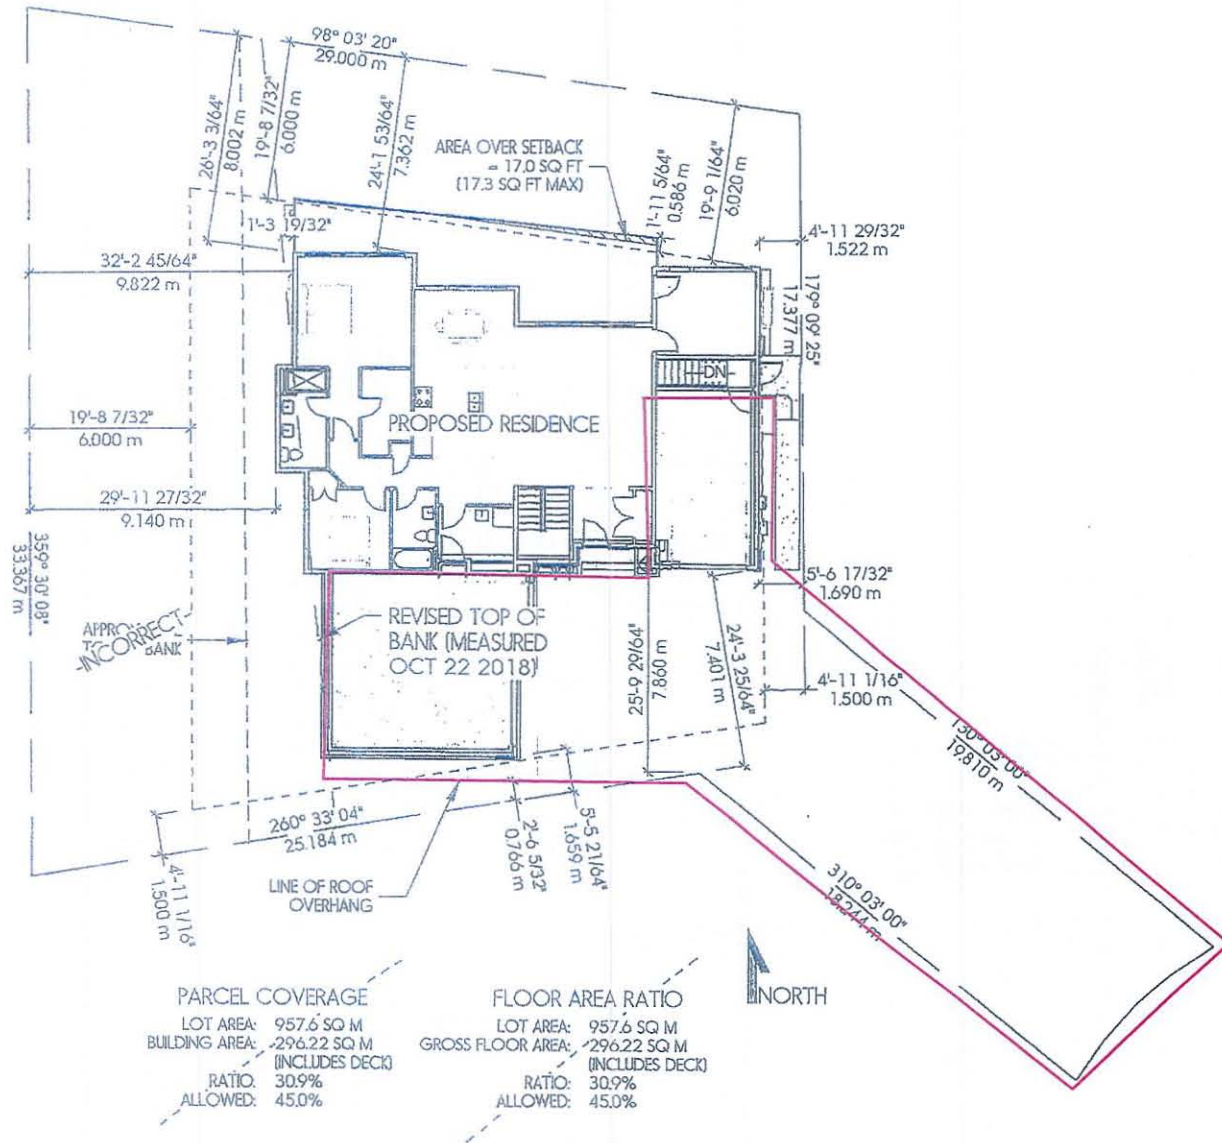 98° 03' 20"
29.000 m
26'-3 3/64"
8.002 m
19'-8 7/32"
6.000 m
24'-1 53/64"
7.362 m
AREA OVER SETBACK
= 17.0 SQ FT
(17.3 SQ FT MAX)
1'-11 5/64"
0.586 m
19'-9 1/64"
6.020 m
4'-11 29/32"
1.522 m
1'-3 19/32"
32'-2 45/64"
9.822 m
179° 09' 25"
17.377 m
DN
19'-8 7/32"
6.000 m
PROPOSED RESIDENCE
29'-11 27/32"
9.140 m
359° 30' 08"
33.367 m
5'-6 17/32"
1.690 m
INCORRECT
BANK
REVISED TOP OF
BANK (MEASURED
OCT 22 2018)
25'-9 29/64"
7.860 m
24'-3 25/64"
7.401 m
4'-11 1/16"
1.500 m
130° 03' 00"
19.810 m
260° 33' 04"
25.184 m
4'-11 1/16"
1.500 m
2'-6 5/32"
0.766 m
5'-5 21/64"
1.659 m
LINE OF ROOF
OVERHANG
310° 03' 00"
18.244 m
NORTH
PARCEL COVERAGE
LOT AREA: 957.6 SQ M
BUILDING AREA: 296.22 SQ M
(INCLUDES DECK)
RATIO: 30.9%
ALLOWED: 45.0%
FLOOR AREA RATIO
LOT AREA: 957.6 SQ M
GROSS FLOOR AREA: 296.22 SQ M
(INCLUDES DECK)
RATIO: 30.9%
ALLOWED: 45.0%